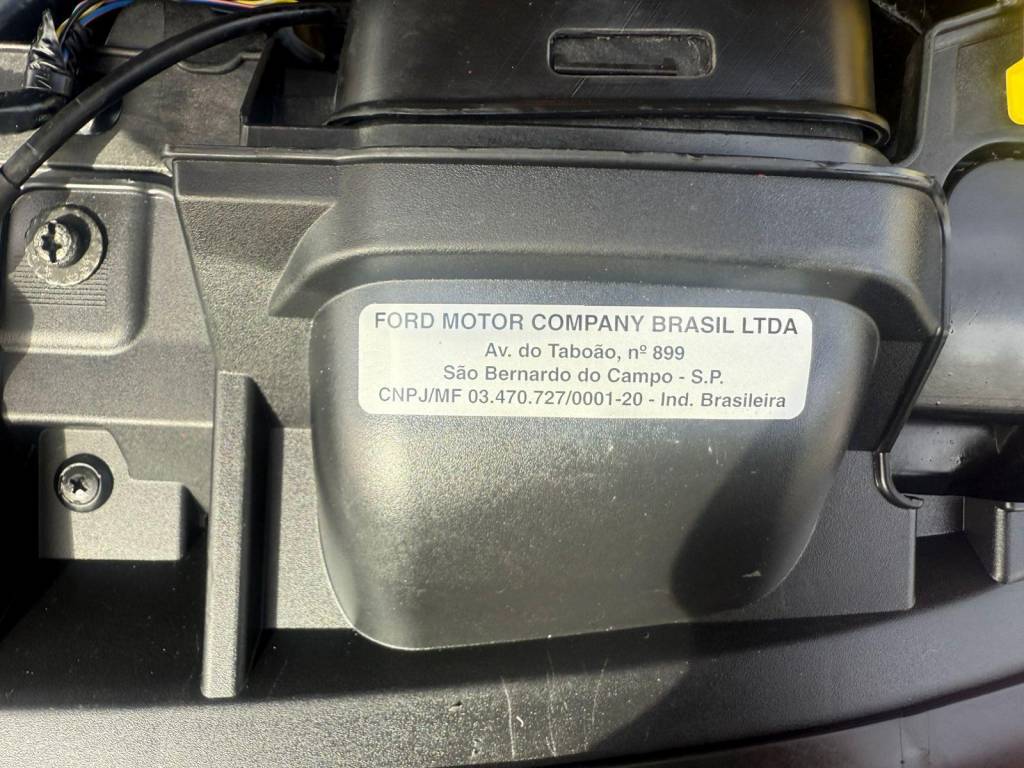 FORD MOTOR COMPANY BRASIL LTDA
Av. do Taboão, nº 899
São Bernardo do Campo - S.P.
CNPJ/MF 03.470.727/0001-20 - Ind. Brasileira